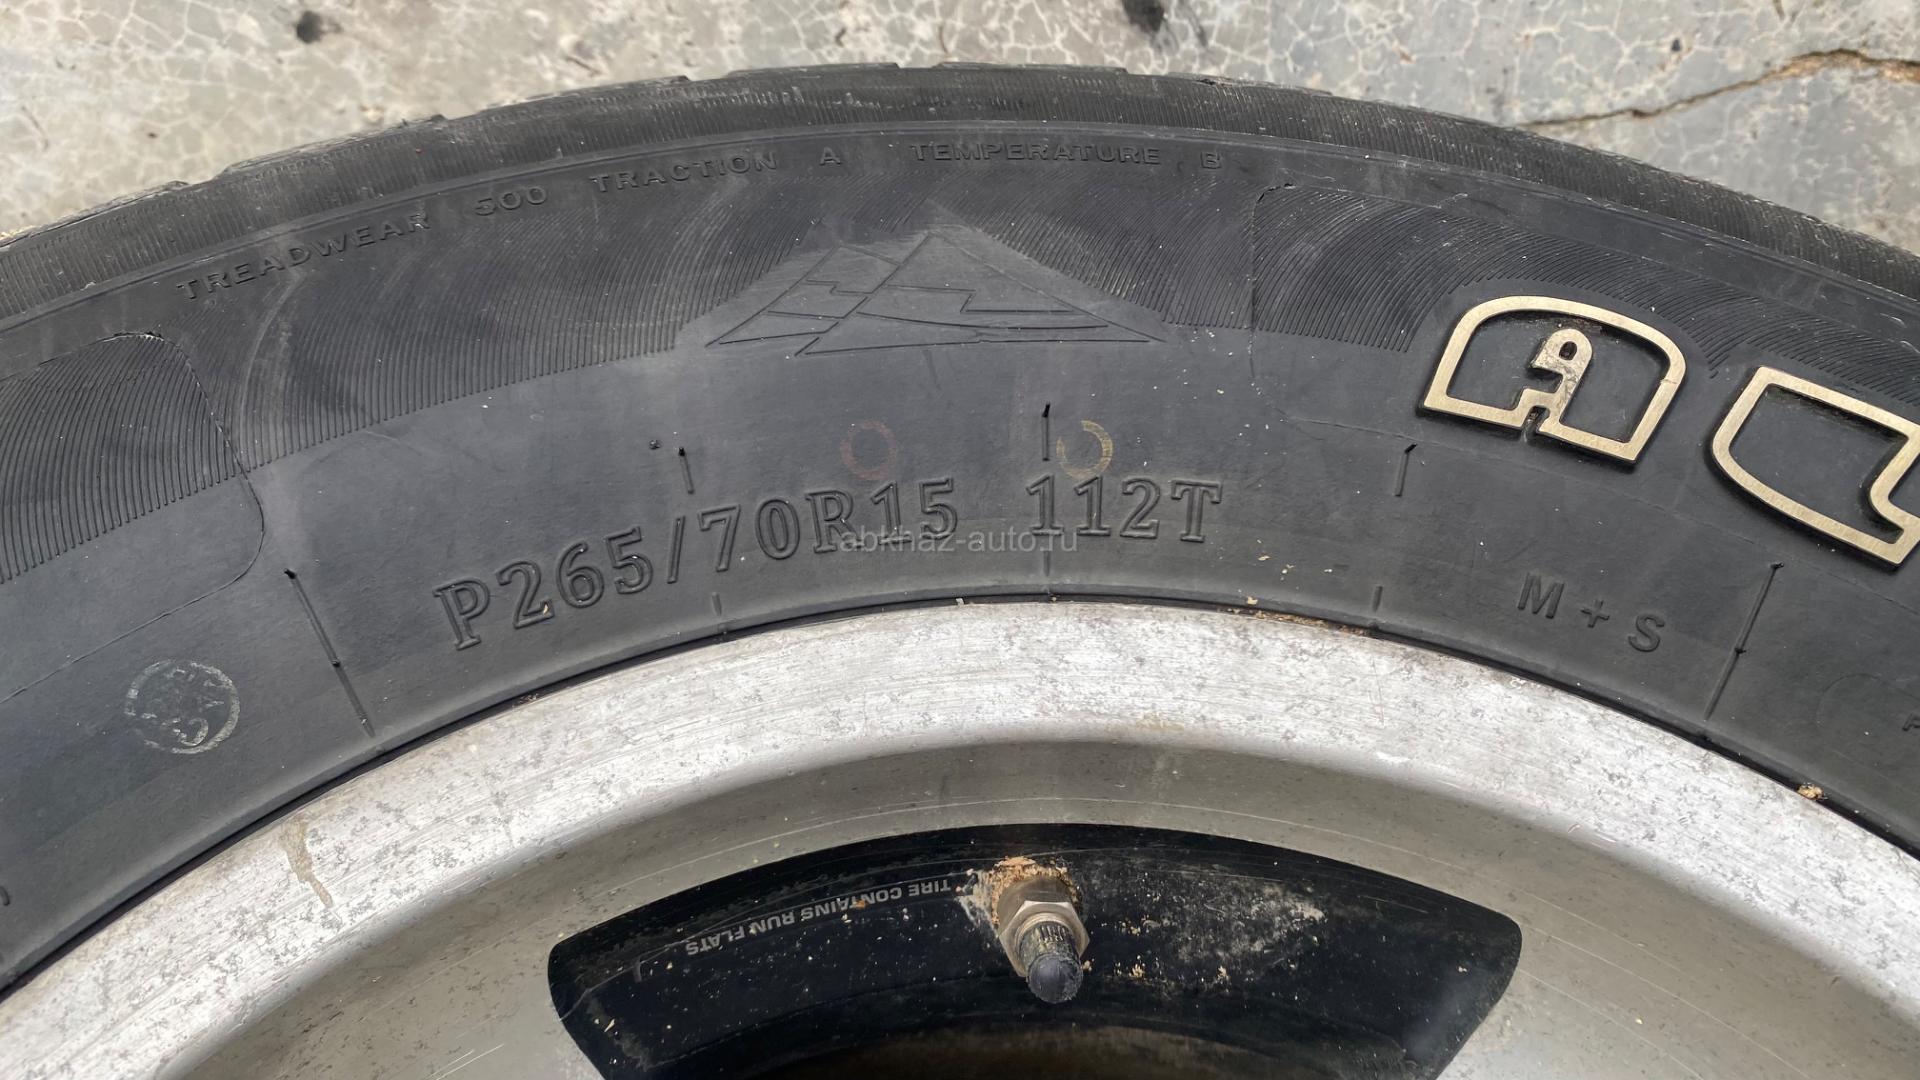 TREADWEAR 500 TRACTION A TEMPERATURE B
P265/70R15 112T
abkhaz-auto.ru
M+S
TIRE CONTAINS RUN FLATS